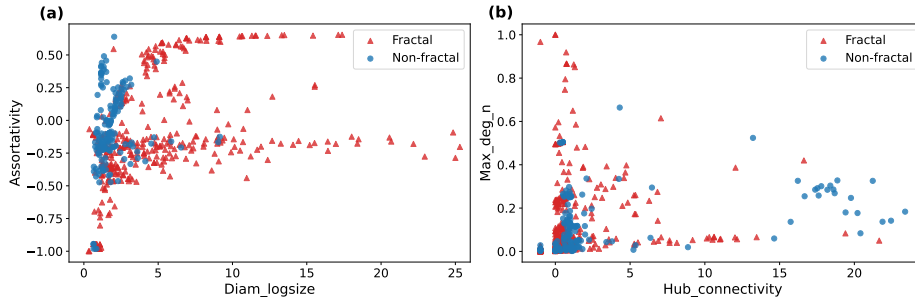 (a)
Assortativity
0.50
0.25
0.00
−0.25
−0.50
−0.75
−1.00
Fractal
Non-fractal
0
5
10
15
20
25
Diam_logsize
(b)
Max_deg_n
1.0
0.8
0.6
0.4
0.2
0.0
Fractal
Non-fractal
0
5
10
15
20
Hub_connectivity